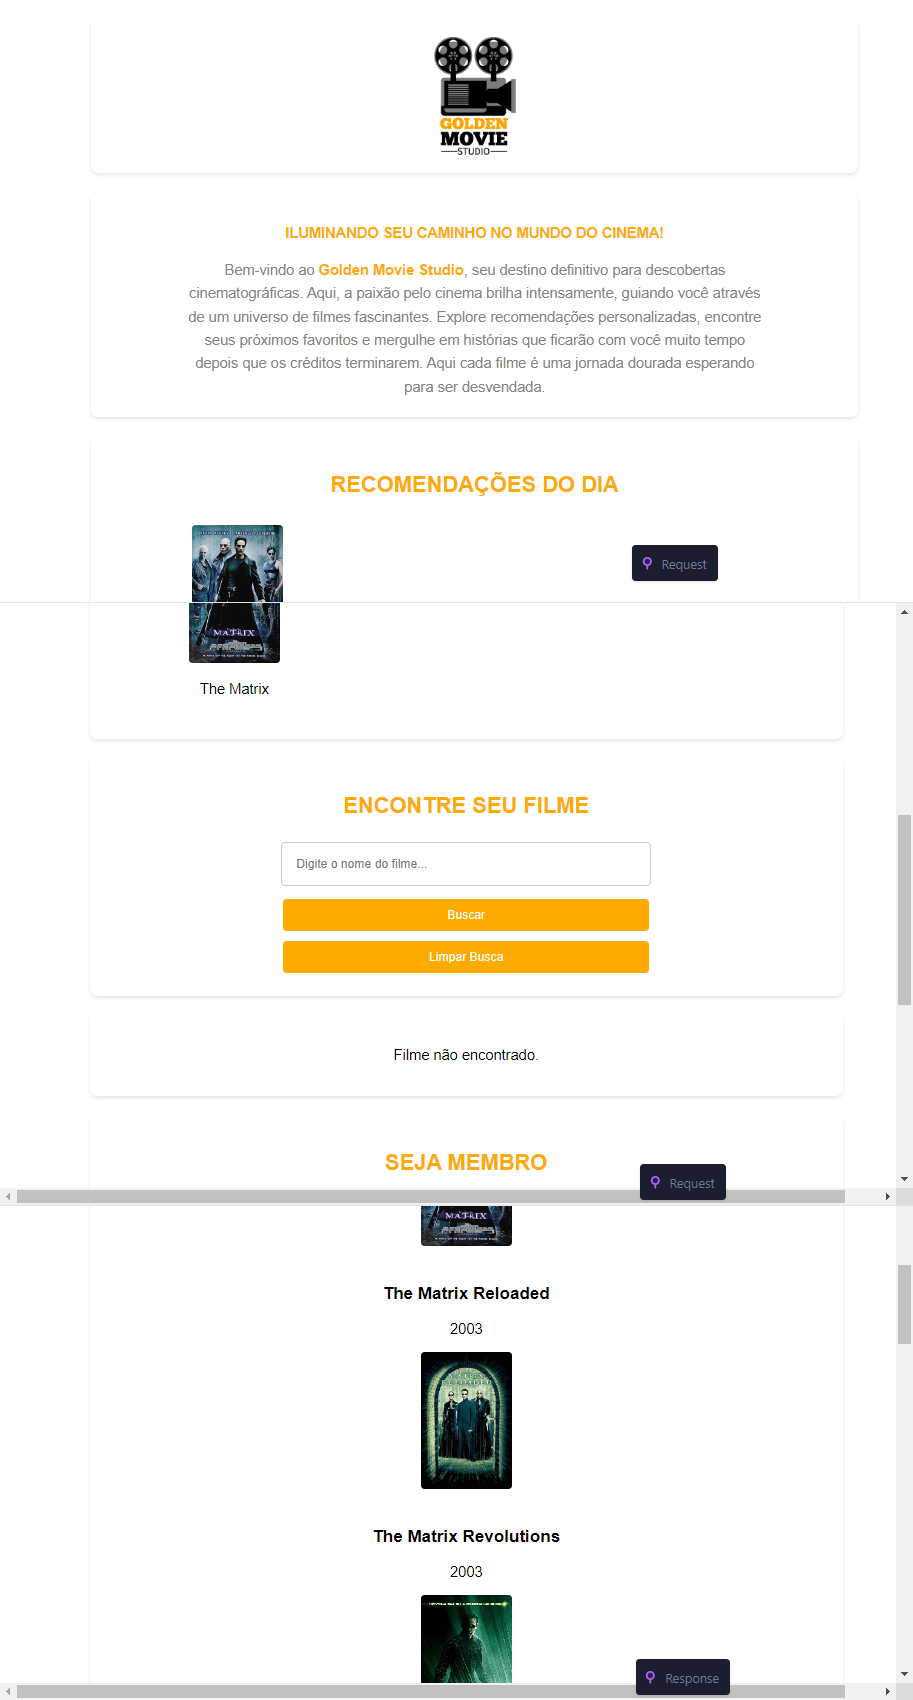 GOLDEN
MOVIE
STUDIO
ILUMINANDO SEU CAMINHO NO MUNDO DO CINEMA!
Bem-vindo ao Golden Movie Studio, seu destino definitivo para descobertas
cinematográficas. Aqui, a paixão pelo cinema brilha intensamente, guiando você através
de um universo de filmes fascinantes. Explore recomendações personalizadas, encontre
seus próximos favoritos e mergulhe em histórias que ficarão com você muito tempo
depois que os créditos terminarem. Aqui cada filme é uma jornada dourada esperando
para ser desvendada.
RECOMENDAÇÕES DO DIA
Request
MATRIX
The Matrix
ENCONTRE SEU FILME
Digite o nome do filme...
Buscar
Limpar Busca
Filme não encontrado.
SEJA MEMBRO
Request
MATRIX
The Matrix Reloaded
2003
MATRIX
RELOADED
The Matrix Revolutions
2003
Response